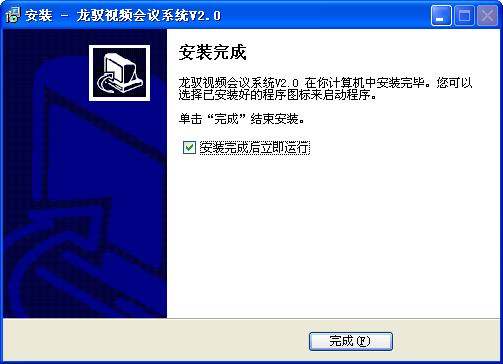 安装 - 龙驭视频会议系统V2.0
安装完成
龙驭视频会议系统V2.0 在你计算机中安装完毕。您可以
选择已安装好的程序图标来启动程序。
单击“完成”结束安装。
安装完成后立即运行
完成(F)